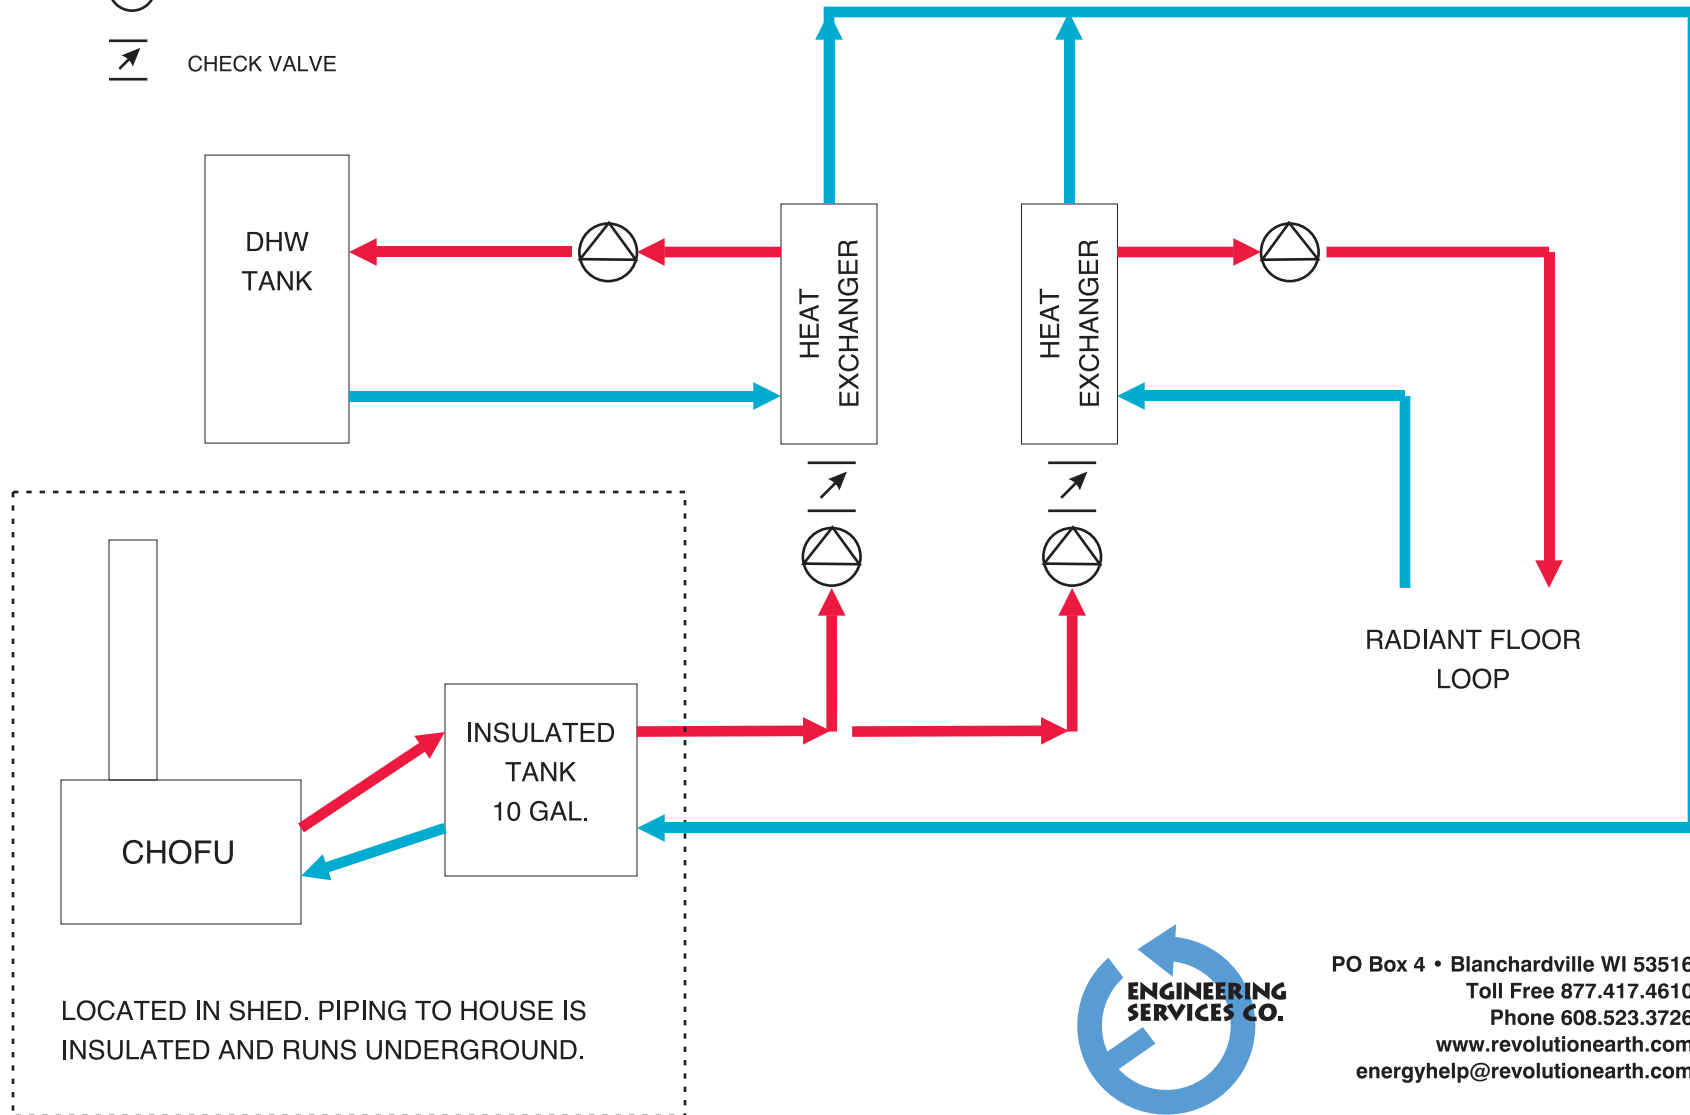 CHECK VALVE
DHW
TANK
HEAT
EXCHANGER
HEAT
EXCHANGER
RADIANT FLOOR
LOOP
INSULATED
TANK
10 GAL.
CHOFU
LOCATED IN SHED. PIPING TO HOUSE IS
INSULATED AND RUNS UNDERGROUND.
ENGINEERING
SERVICES CO.
PO Box 4 • Blanchardville WI 53516
Toll Free 877.417.4610
Phone 608.523.3726
www.revolutionearth.com
energyhelp@revolutionearth.com